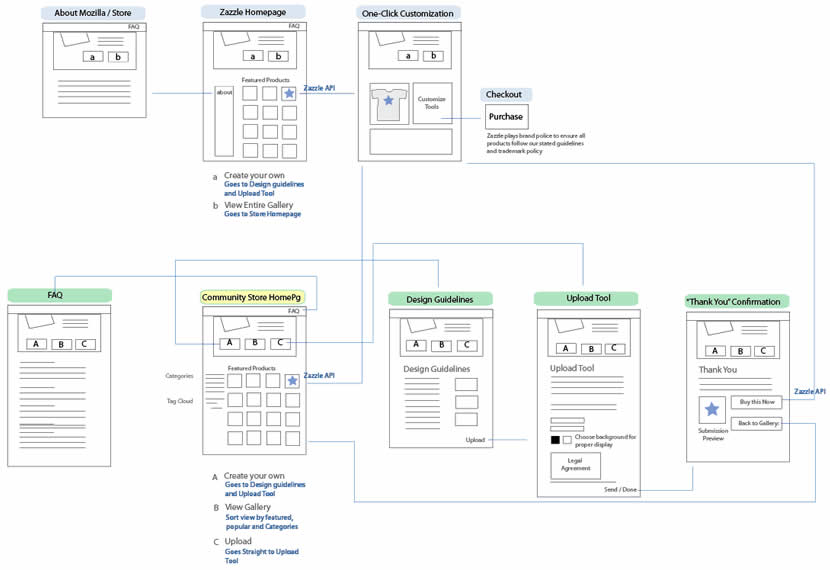 About Mozilla / Store
Zazzle Homepage
One-Click Customization
FAQ
FAQ
a
b
a
b
a
b
Featured Products
about
Zazzle API
Customize
Tools
Checkout
Purchase
Zazzle plays brand police to ensure all
products follow our stated guidelines
and trademark policy
a Create your own
Goes to Design guidelines
and Upload Tool
b View Entire Gallery
Goes to Store Homepage
FAQ
Community Store HomePg
Design Guidelines
Upload Tool
"Thank You" Confirmation
FAQ
A
B
C
A
B
C
A
B
C
A
B
C
A
B
C
Featured Products
Categories
Tag Cloud
Zazzle API
Design Guidelines
Upload
Upload Tool
Choose background for
proper display
Legal
Agreement
Send / Done
Thank You
Buy this Now
Zazzle API
Back to Gallery:
Submission
Preview
A Create your own
Goes to Design guidelines
and Upload Tool
B View Gallery
Sort view by featured,
popular and Categories
C Upload
Goes Straight to Upload
Tool